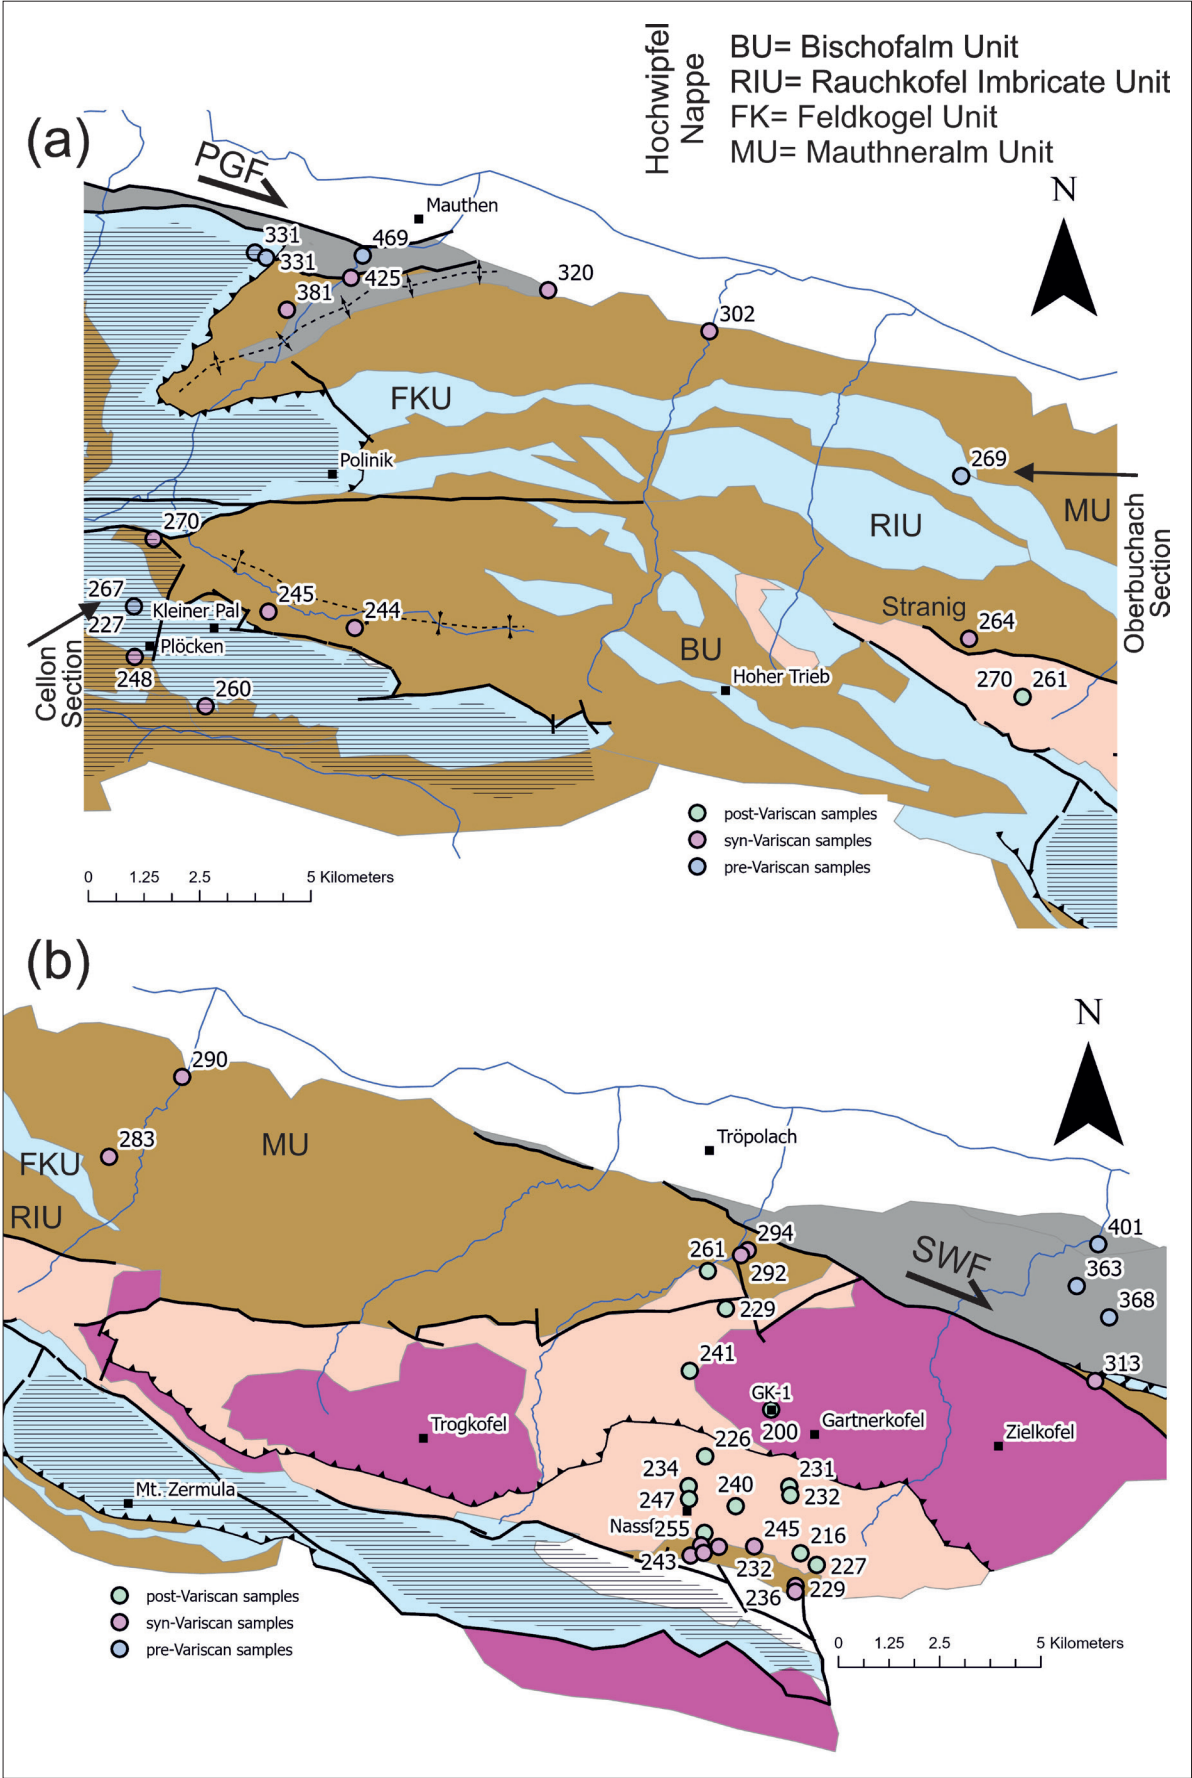 Hochwipfel
Nappe
BU= Bischofalm Unit
RIU= Rauchkofel Imbricate Unit
FK= Feldkogel Unit
MU= Mauthneralm Unit
(a)
PGF
N
Mauthen
331
331
469
425
381
320
302
FKU
Polinik
269
MU
RIU
Oberbuchach
Section
270
267
227
Kleiner Pal
Plöcken
245
244
248
260
Cellon
Section
Stranig
264
BU
Hoher Trieb
270
261
post-Variscan samples
syn-Variscan samples
pre-Variscan samples
0 1.25 2.5 5 Kilometers
(b)
N
290
283
MU
FKU
RIU
Tröpolach
294
261
292
229
SWF
401
363
368
313
241
GK-1
200
Gartnerkofel
Zielkofel
Trogkofel
226
234
247
240
231
232
Mt. Zermula
255
245
216
243
232
227
229
236
post-Variscan samples
syn-Variscan samples
pre-Variscan samples
0 1.25 2.5 5 Kilometers